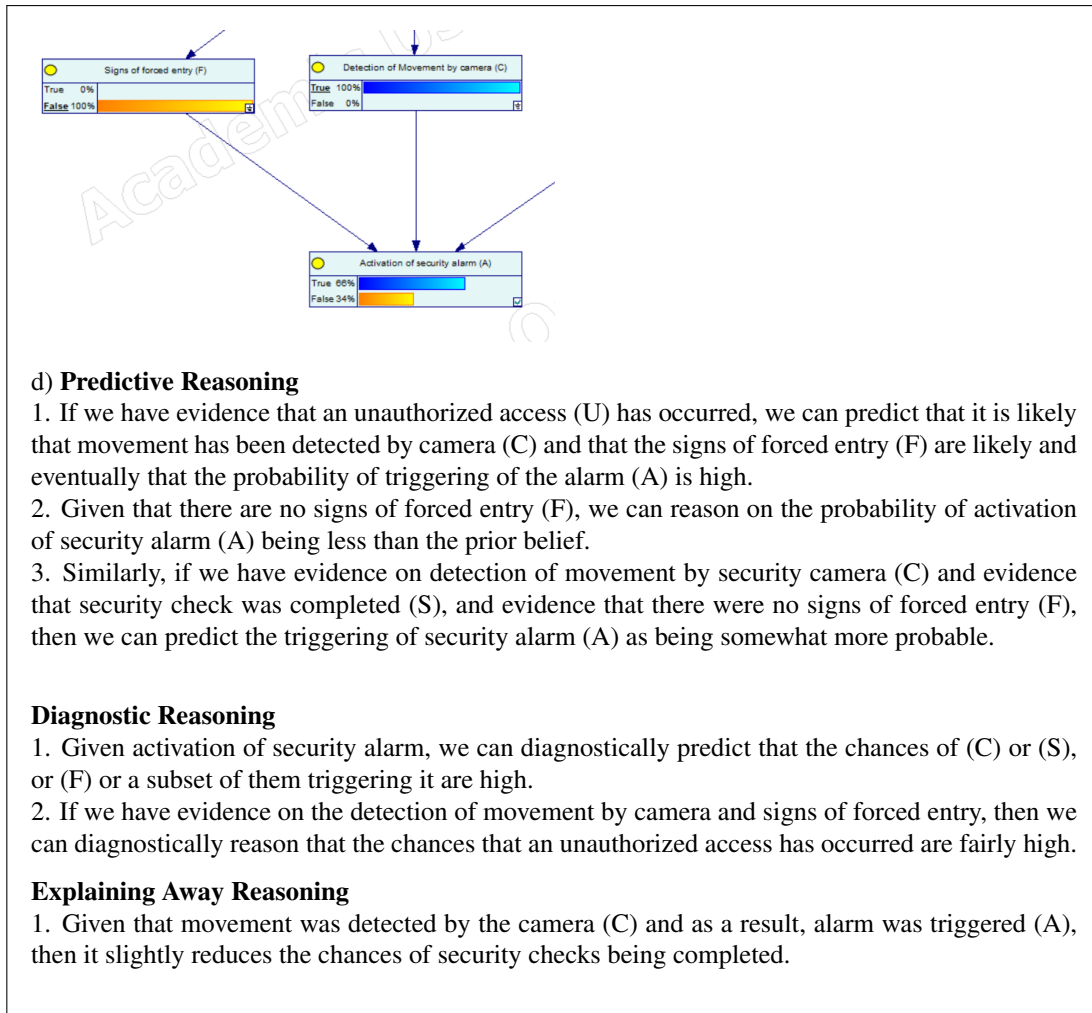 Academic Us
Signs of forced entry (F)
True 0%
False 100%
Detection of Movement by camera (C)
True 100%
False 0%
Activation of security alarm (A)
True 66%
False 34%
d) Predictive Reasoning
1. If we have evidence that an unauthorized access (U) has occurred, we can predict that it is likely
that movement has been detected by camera (C) and that the signs of forced entry (F) are likely and
eventually that the probability of triggering of the alarm (A) is high.
2. Given that there are no signs of forced entry (F), we can reason on the probability of activation
of security alarm (A) being less than the prior belief.
3. Similarly, if we have evidence on detection of movement by security camera (C) and evidence
that security check was completed (S), and evidence that there were no signs of forced entry (F),
then we can predict the triggering of security alarm (A) as being somewhat more probable.
Diagnostic Reasoning
1. Given activation of security alarm, we can diagnostically predict that the chances of (C) or (S),
or (F) or a subset of them triggering it are high.
2. If we have evidence on the detection of movement by camera and signs of forced entry, then we
can diagnostically reason that the chances that an unauthorized access has occurred are fairly high.
Explaining Away Reasoning
1. Given that movement was detected by the camera (C) and as a result, alarm was triggered (A),
then it slightly reduces the chances of security checks being completed.